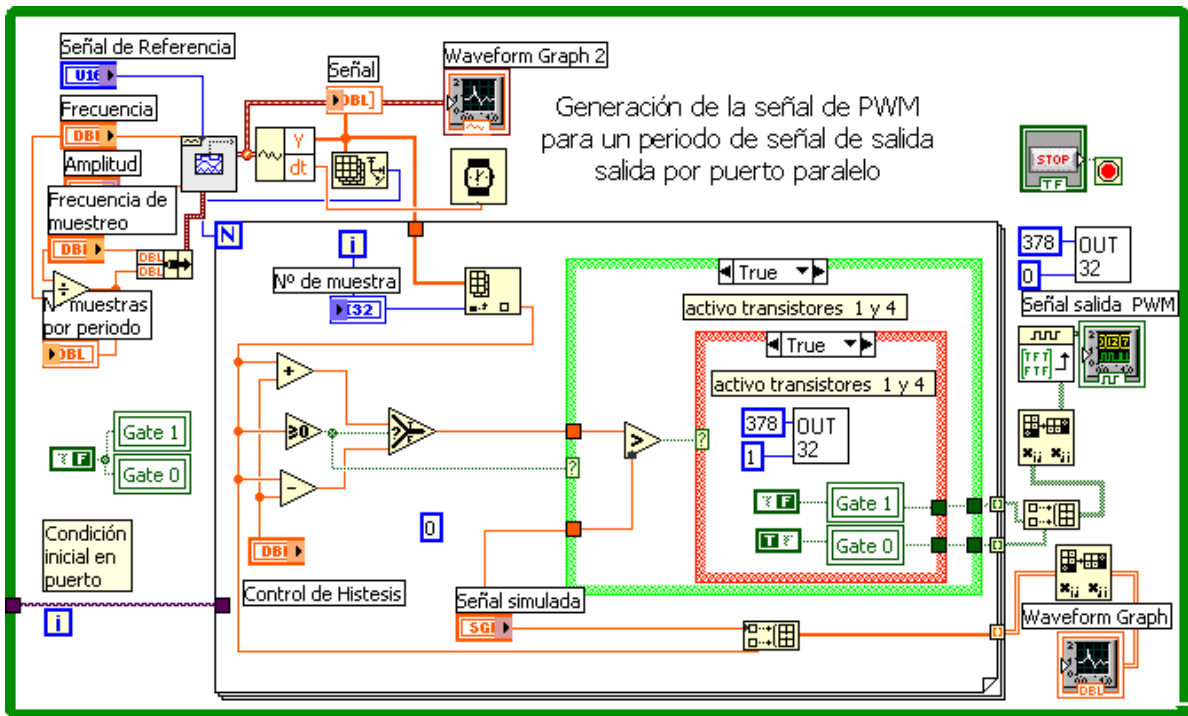 Señal de Referencia
U16
Señal
DBL]
Waveform Graph 2
Frecuencia
DBL
Amplitud
Frecuencia de
muestreo
DBL
DBL
DBL
Nº muestras
por periodo
DBL
Y
dt
Generación de la señal de PWM
para un periodo de señal de salida
salida por puerto paralelo
STOP
TF
N
i
Nº de muestra
I32
True
activo transistores 1 y 4
True
activo transistores 1 y 4
378
1
OUT
32
F
Gate 1
T
Gate 0
378
0
OUT
32
Señal salida PWM
TFT
FTF
+
≥0
-
?
T
F
>
?
?
÷
DBL
Control de Histesis
0
Señal simulada
SGL
F
Gate 1
Gate 0
Condición
inicial en
puerto
i
Waveform Graph
DBL